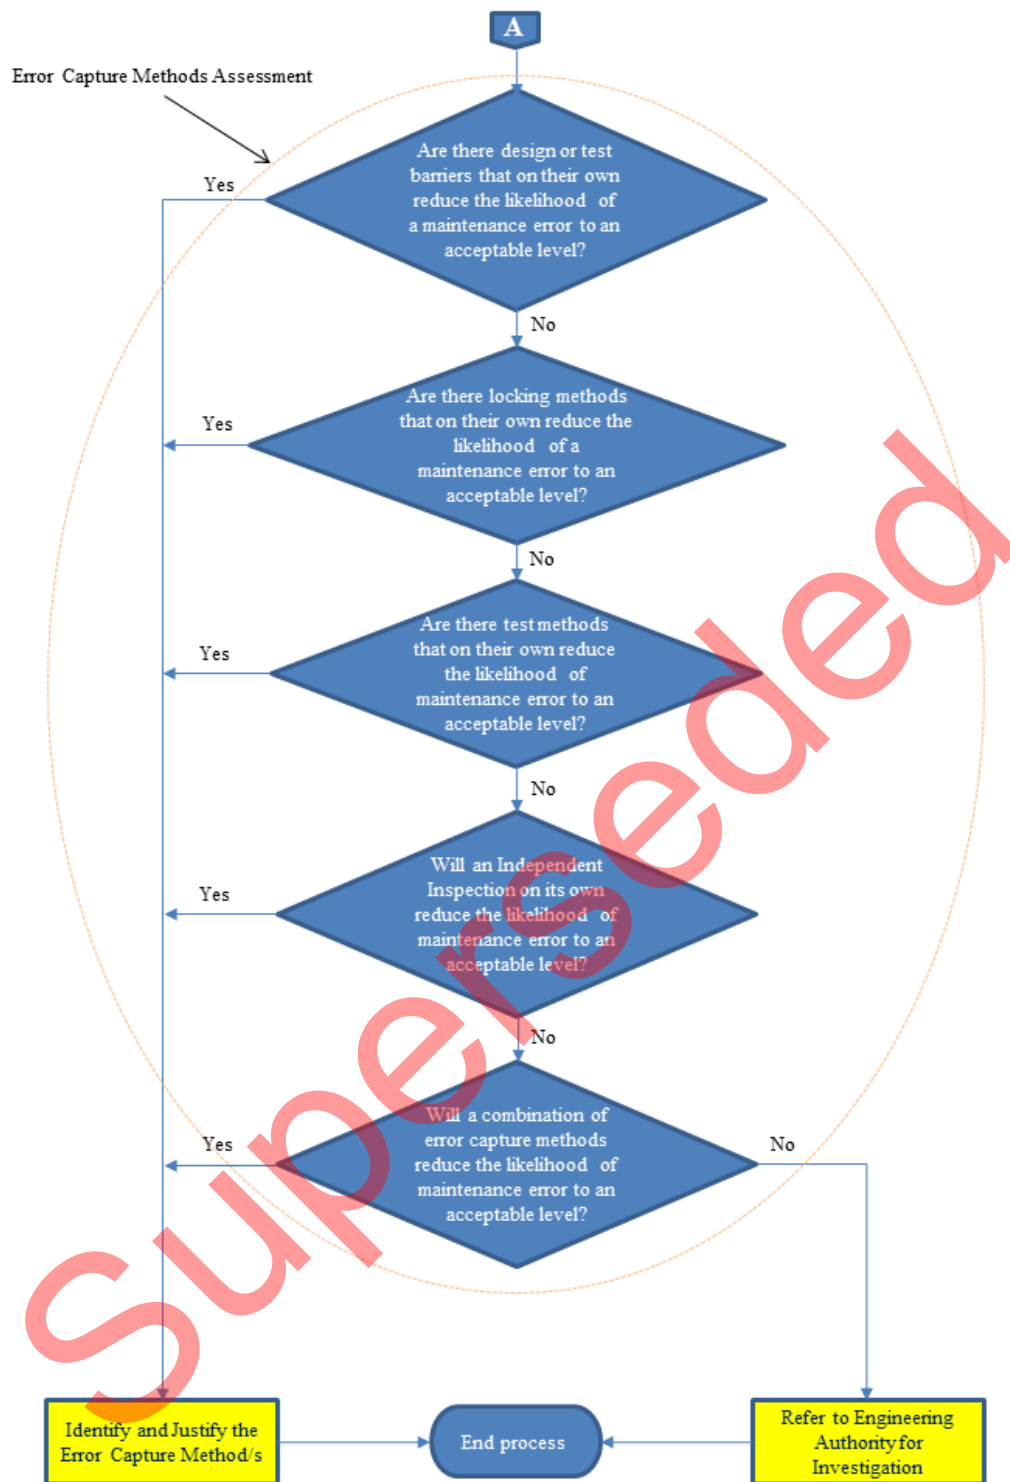 A
Error Capture Methods Assessment
Are there design or test
barriers that on their own
reduce the likelihood of
a maintenance error to an
acceptable level?
Yes
No
Are there locking methods
that on their own reduce the
likelihood of a
maintenance error to an
acceptable level?
Yes
No
Are there test methods
that on their own reduce
the likelihood of
maintenance error to an
acceptable level?
Yes
No
Will an Independent
Inspection on its own
reduce the likelihood of
maintenance error to an
acceptable level?
Yes
No
Will a combination of
error capture methods
reduce the likelihood of
maintenance error to an
acceptable level?
Yes
No
Identify and Justify the
Error Capture Method/s
End process
Refer to Engineering
Authority for
Investigation
Superseded